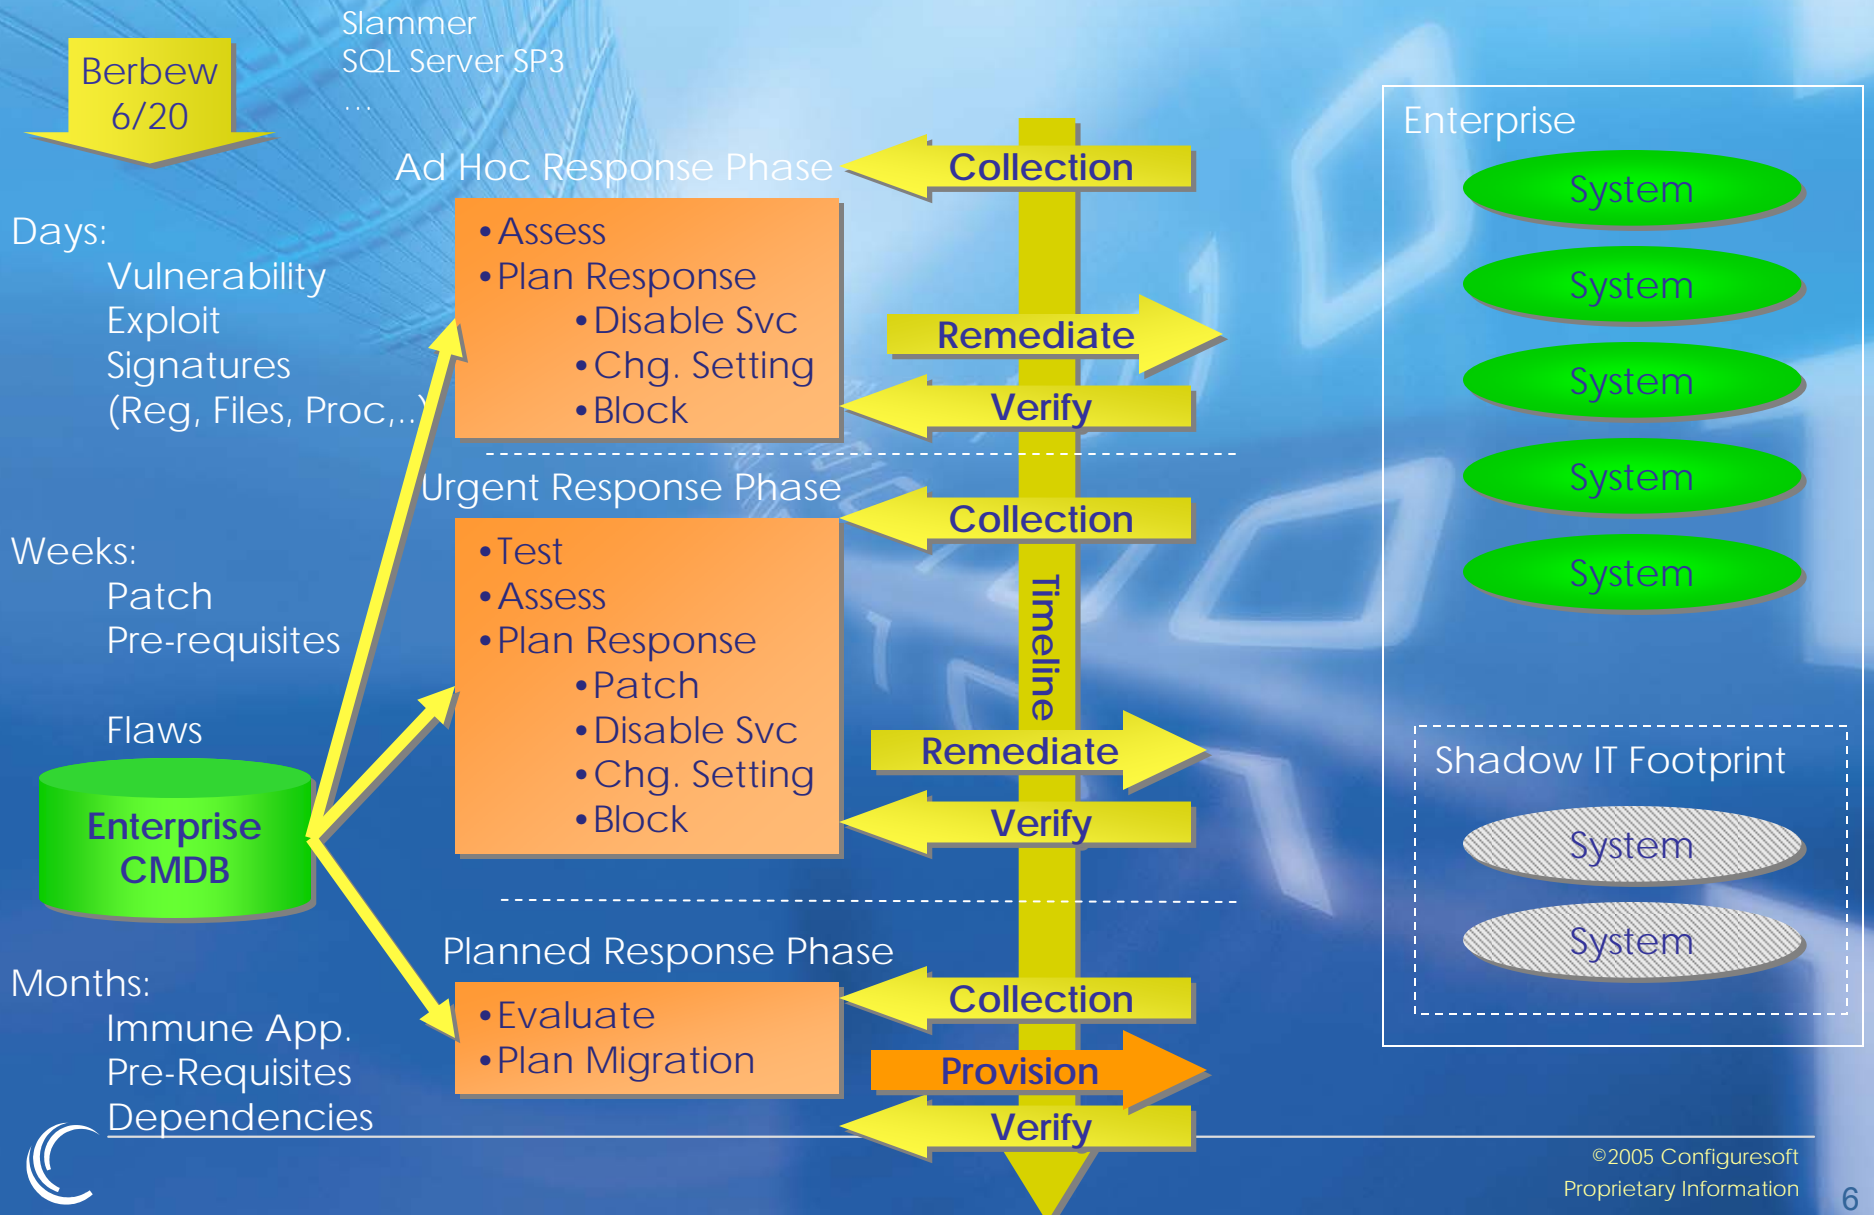 Slammer
SQL Server SP3
...
Berbew
6/20
Days:
Vulnerability
Exploit
Signatures
(Reg, Files, Proc,..)
Weeks:
Patch
Pre-requisites
Flaws
Enterprise
CMDB
Months:
Immune App.
Pre-Requisites
Dependencies
Ad Hoc Response Phase
•Assess
•Plan Response
•Disable Svc
•Chg. Setting
•Block
Urgent Response Phase
•Test
•Assess
•Plan Response
•Patch
•Disable Svc
•Chg. Setting
•Block
Planned Response Phase
•Evaluate
•Plan Migration
Collection
Remediate
Verify
Collection
Timeline
Remediate
Verify
Collection
Provision
Verify
Enterprise
System
System
System
System
System
Shadow IT Footprint
System
System
©2005 Configuresoft
Proprietary Information
6